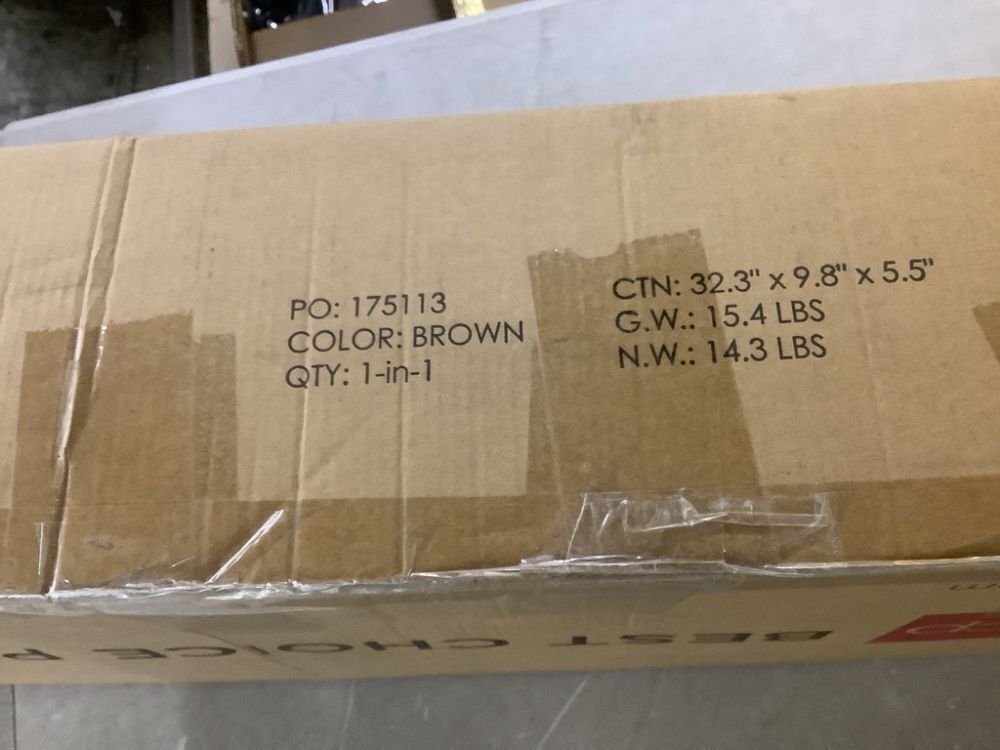 PO: 175113
COLOR: BROWN
QTY: 1-in-1
CTN: 32.3" x 9.8" x 5.5"
G.W.: 15.4 LBS
N.W.: 14.3 LBS
BEST CHOICE P